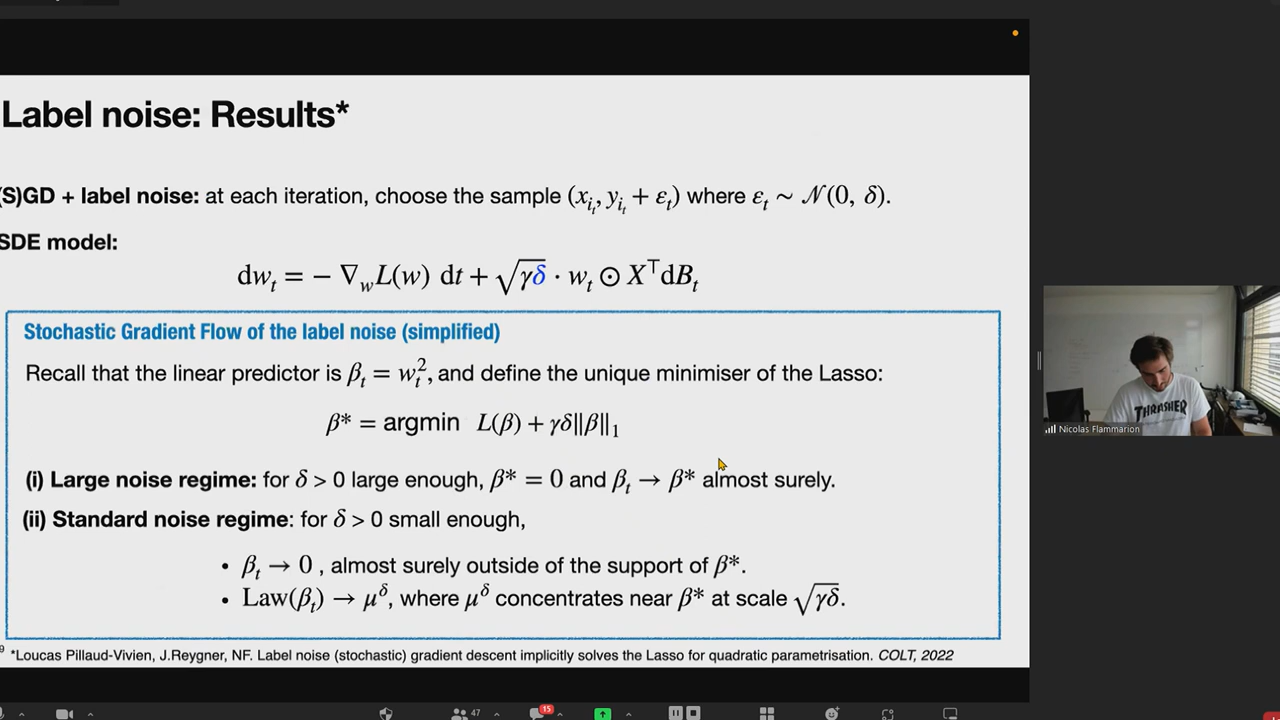 Label noise: Results*
(S)GD + label noise: at each iteration, choose the sample (x_{i_t}, y_{i_t} + ε_t) where ε_t ~ 𝒩(0, δ).
SDE model:
dw_t = − ∇_w L(w) dt + √γδ · w_t ⊙ X^⊤dB_t
Stochastic Gradient Flow of the label noise (simplified)
Recall that the linear predictor is β_t = w_t^2, and define the unique minimiser of the Lasso:
β* = argmin L(β) + γδ||β||_1
(i) Large noise regime: for δ > 0 large enough, β* = 0 and β_t → β* almost surely.
(ii) Standard noise regime: for δ > 0 small enough,
• β_t → 0 , almost surely outside of the support of β*.
• Law(β_t) → μ^δ, where μ^δ concentrates near β* at scale √γδ.
9 *Loucas Pillaud-Vivien, J.Reygner, NF. Label noise (stochastic) gradient descent implicitly solves the Lasso for quadratic parametrisation. COLT, 2022
THRASHER
Nicolas Flammarion
47
15